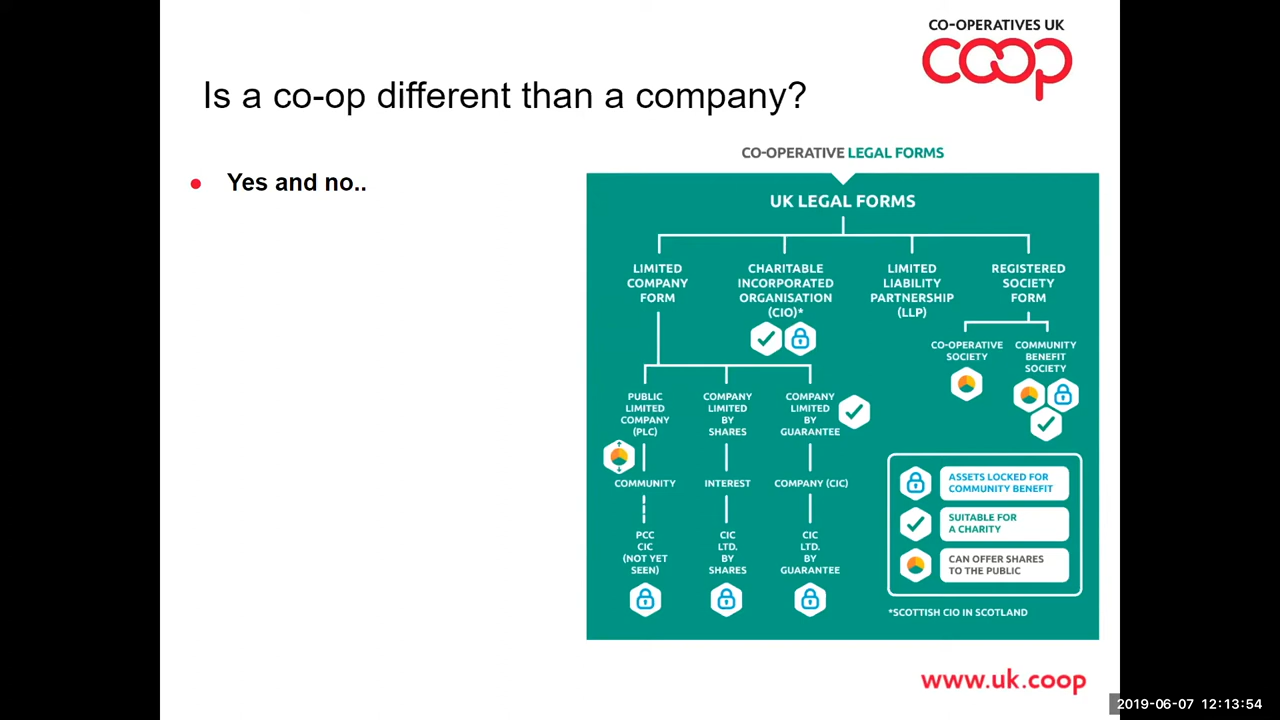 CO-OPERATIVES UK
coop
Is a co-op different than a company?
Yes and no..
CO-OPERATIVE LEGAL FORMS
UK LEGAL FORMS
LIMITED
COMPANY
FORM
CHARITABLE
INCORPORATED
ORGANISATION
(CIO)*
LIMITED
LIABILITY
PARTNERSHIP
(LLP)
REGISTERED
SOCIETY
FORM
CO-OPERATIVE
SOCIETY
COMMUNITY
BENEFIT
SOCIETY
PUBLIC
LIMITED
COMPANY
(PLC)
COMPANY
LIMITED
BY
SHARES
COMPANY
LIMITED
BY
GUARANTEE
COMMUNITY
INTEREST
COMPANY (CIC)
PCC
CIC
(NOT YET
SEEN)
CIC
LTD.
BY
SHARES
CIC
LTD.
BY
GUARANTEE
ASSETS LOCKED FOR
COMMUNITY BENEFIT
SUITABLE FOR
A CHARITY
CAN OFFER SHARES
TO THE PUBLIC
*SCOTTISH CIO IN SCOTLAND
www.uk.coop
2019-06-07 12:13:54